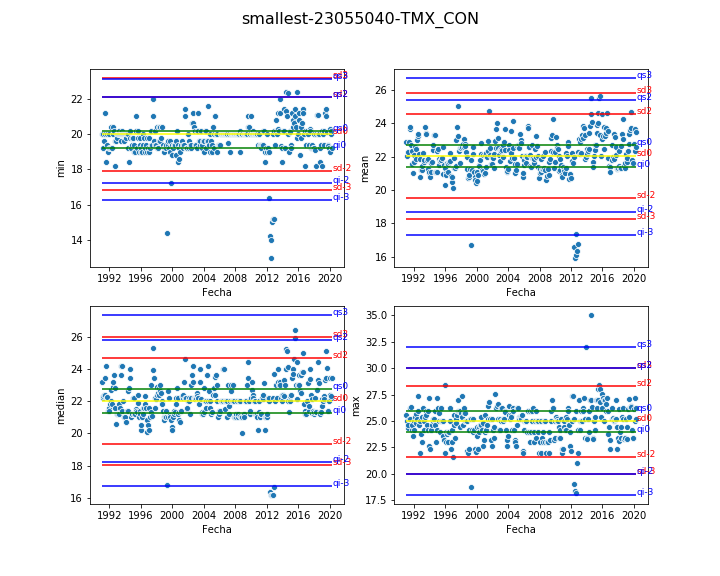 smallest-23055040-TMX_CON
min
22
20
18
16
14
qs2
qs0
sd0
qi0
sd-2
qi-2
sd-3
qi-3
1992 1996 2000 2004 2008 2012 2016 2020
Fecha
mean
26
24
22
20
18
16
qs3
sd3
qs2
sd2
qs0
sd0
qi0
sd-2
qi-2
sd-3
qi-3
1992 1996 2000 2004 2008 2012 2016 2020
Fecha
median
26
24
22
20
18
16
qs3
sd3
qs2
sd2
qs0
sd0
qi0
sd-2
qi-2
sd-3
qi-3
1992 1996 2000 2004 2008 2012 2016 2020
Fecha
max
35.0
32.5
30.0
27.5
25.0
22.5
20.0
17.5
qs3
sd2
qs0
sd0
qi0
sd-2
qi-2
qi-3
1992 1996 2000 2004 2008 2012 2016 2020
Fecha